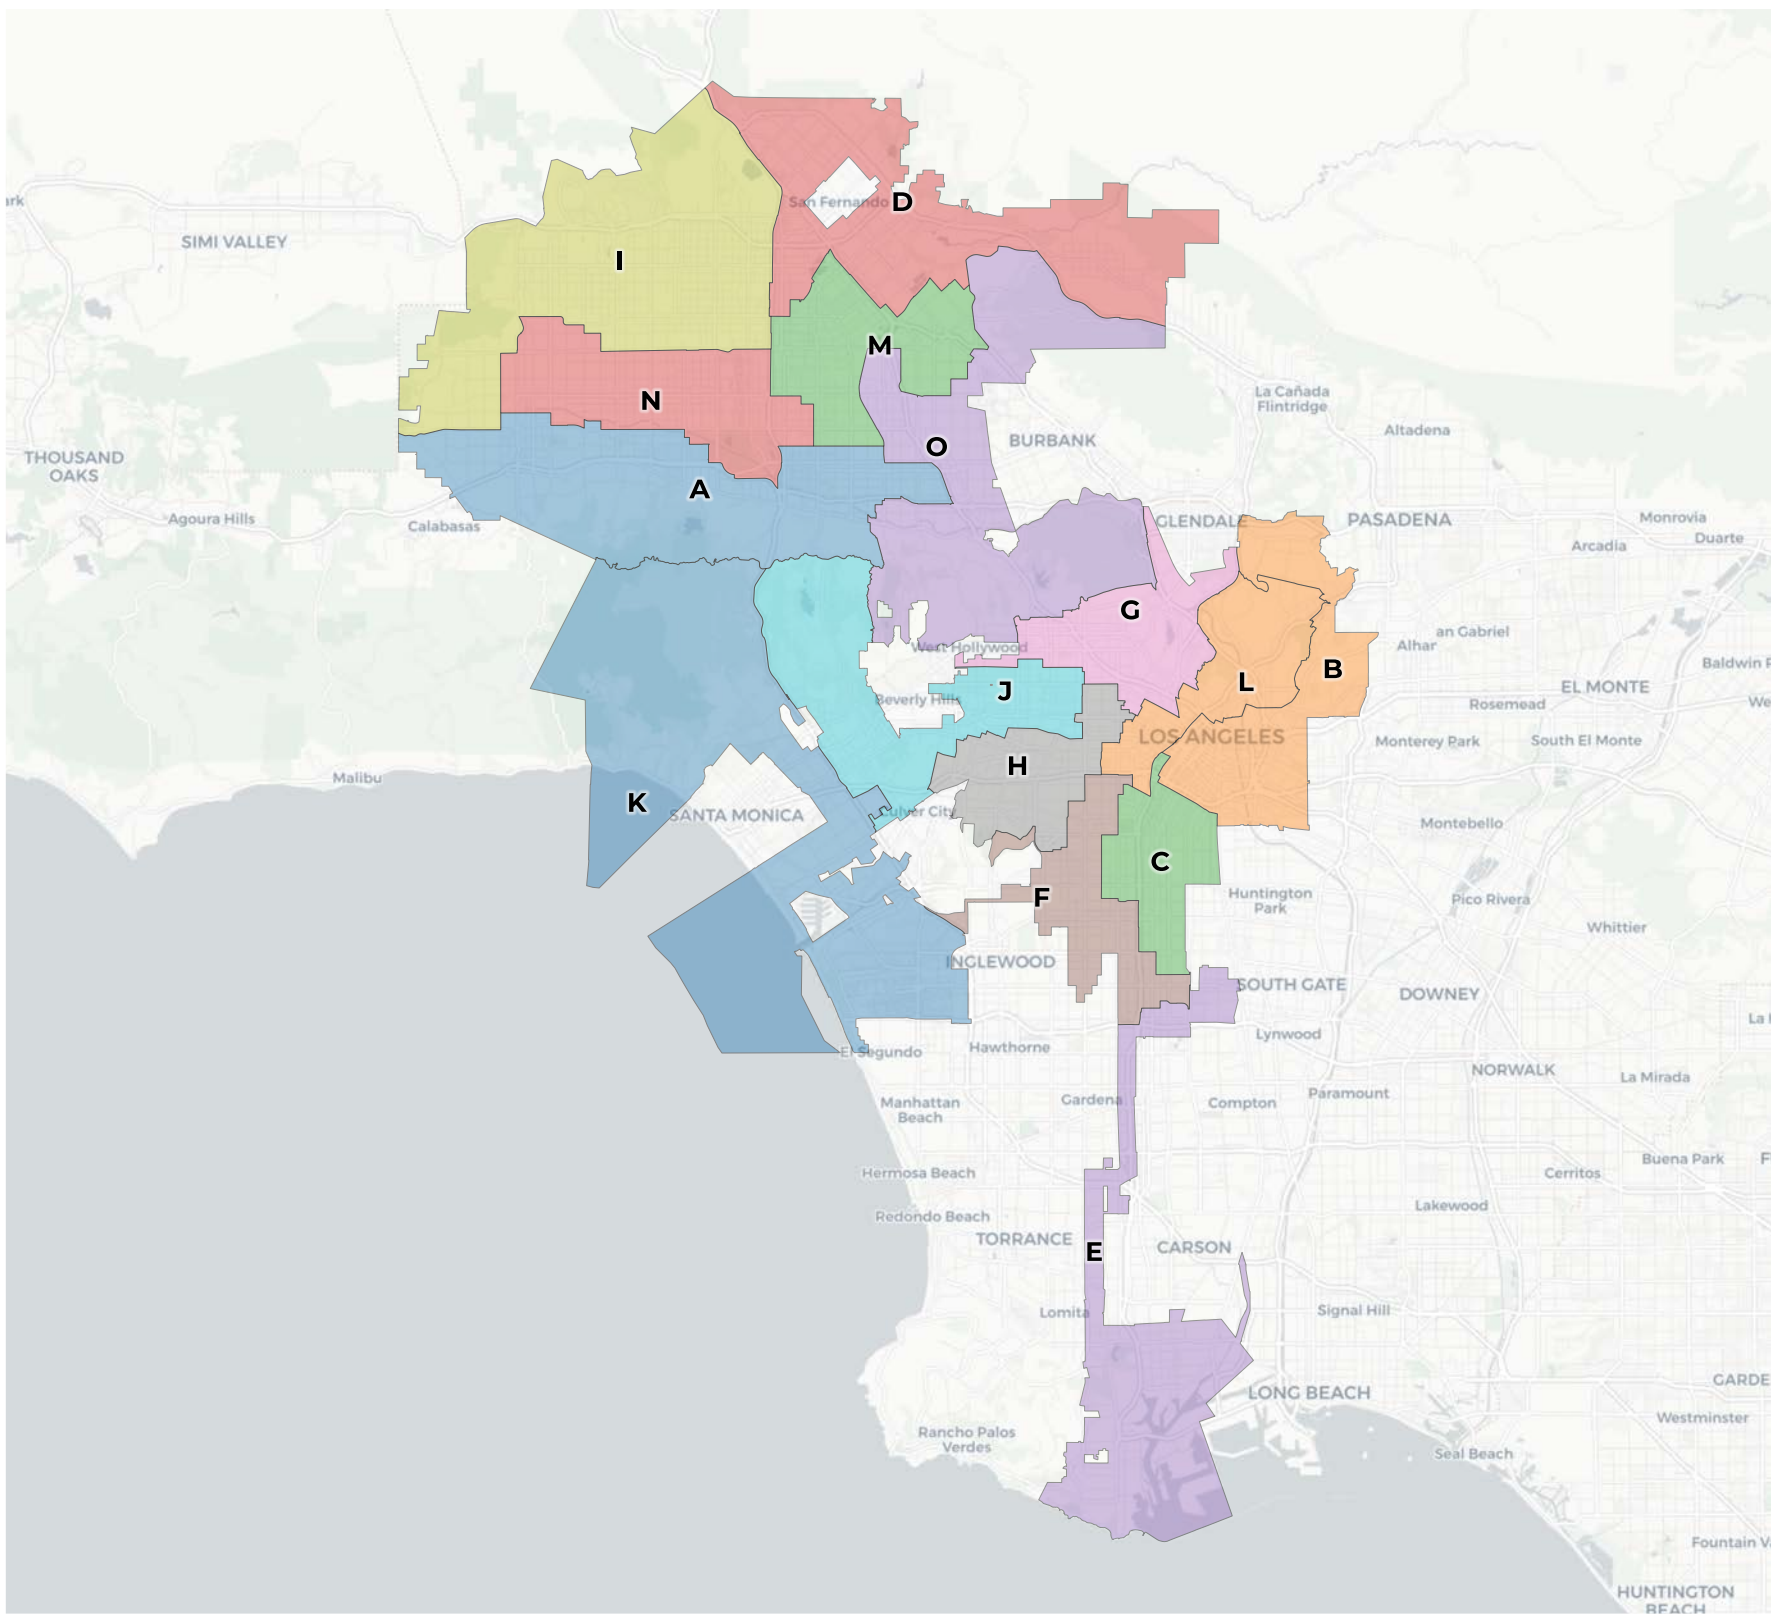 D
San Fernando
ark
SIMI VALLEY
I
M
La Cañada
Flintridge
N
Altadena
BURBANK
O
THOUSAND
OAKS
A
Agoura Hills
Calabasas
GLENDALE
PASADENA
Monrovia
Duarte
Arcadia
G
an Gabriel
Alhar
West Hollywood
Baldwin P
B
L
J
EL MONTE
Beverly Hills
Rosemead
We
LOS ANGELES
Monterey Park
South El Monte
H
Malibu
K
SANTA MONICA
Culver City
Montebello
C
Huntington
Park
F
Pico Rivera
Whittier
INGLEWOOD
SOUTH GATE
DOWNEY
La H
Lynwood
El Segundo
Hawthorne
NORWALK
La Mirada
Manhattan
Beach
Gardena
Compton
Paramount
Hermosa Beach
Cerritos
Buena Park
F
Redondo Beach
Lakewood
TORRANCE
E
CARSON
Lomita
Signal Hill
GARDE
LONG BEACH
Rancho Palos
Verdes
Westminster
Seal Beach
Fountain Va
HUNTINGTON
BEACH